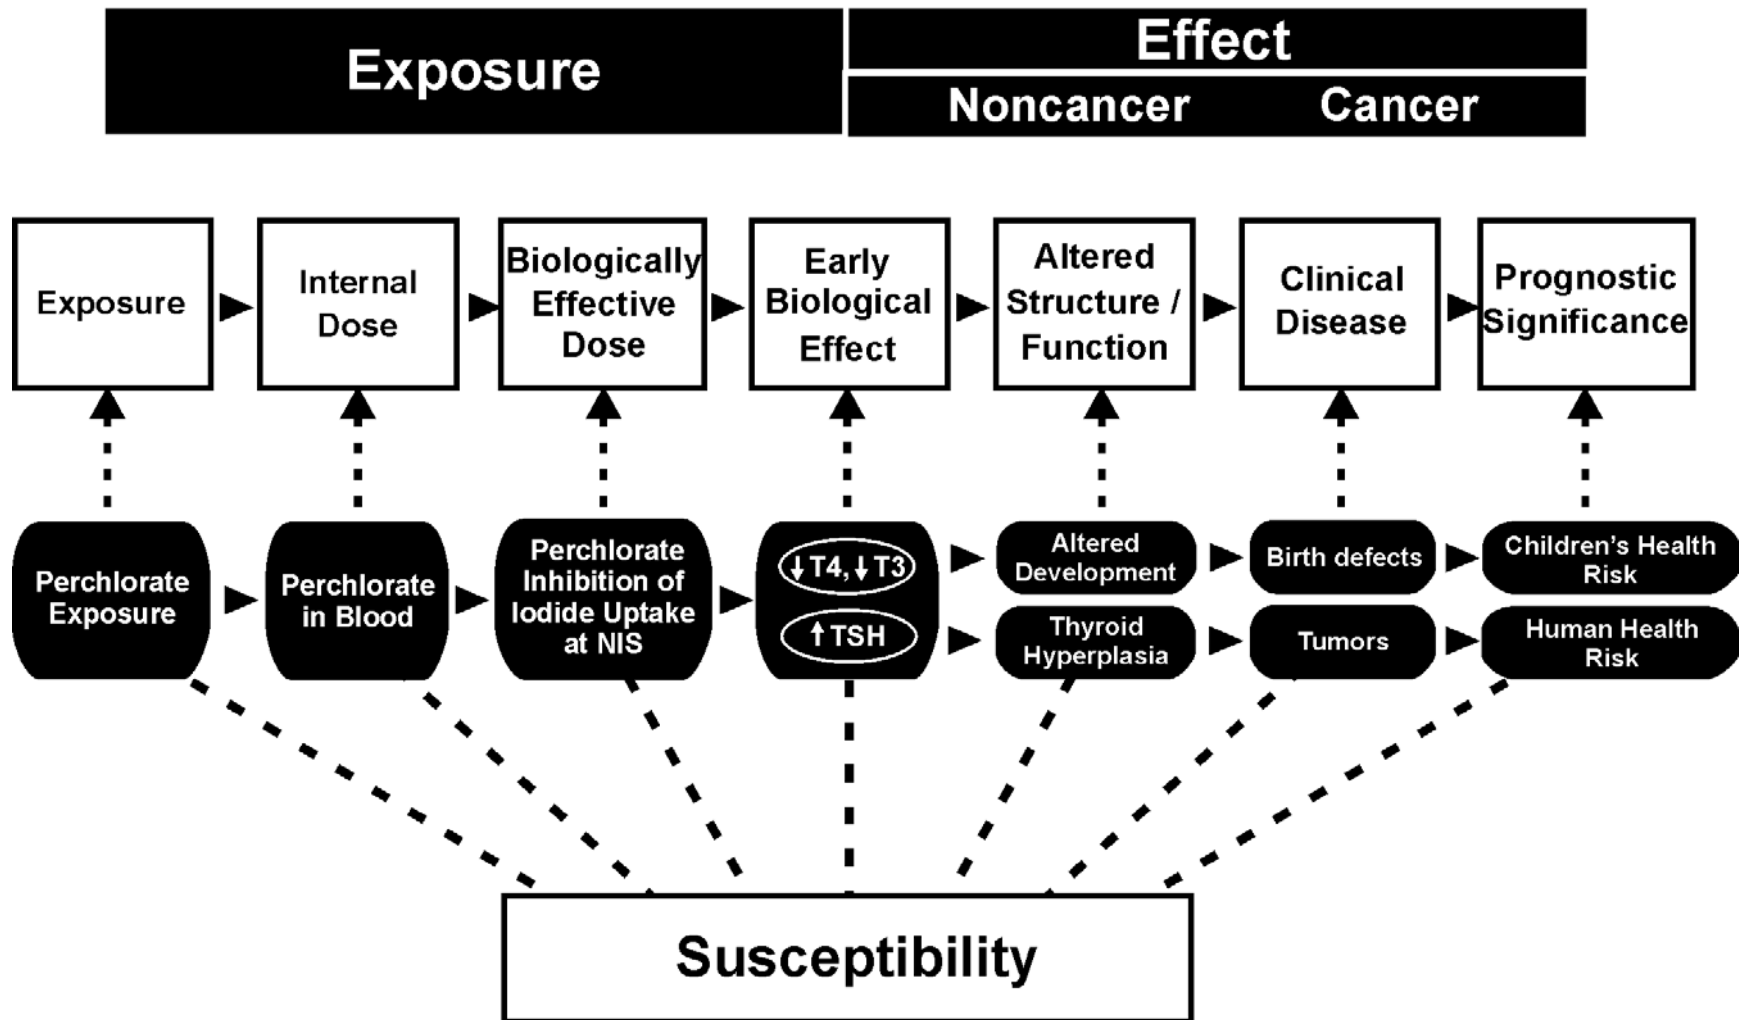 Exposure
Effect
Noncancer Cancer
Exposure
Internal
Dose
Biologically
Effective
Dose
Early
Biological
Effect
Altered
Structure /
Function
Clinical
Disease
Prognostic
Significance
Perchlorate
Exposure
Perchlorate
in Blood
Perchlorate
Inhibition of
Iodide Uptake
at NIS
↓T4, ↓T3
↑TSH
Altered
Development
Birth defects
Children's Health
Risk
Thyroid
Hyperplasia
Tumors
Human Health
Risk
Susceptibility